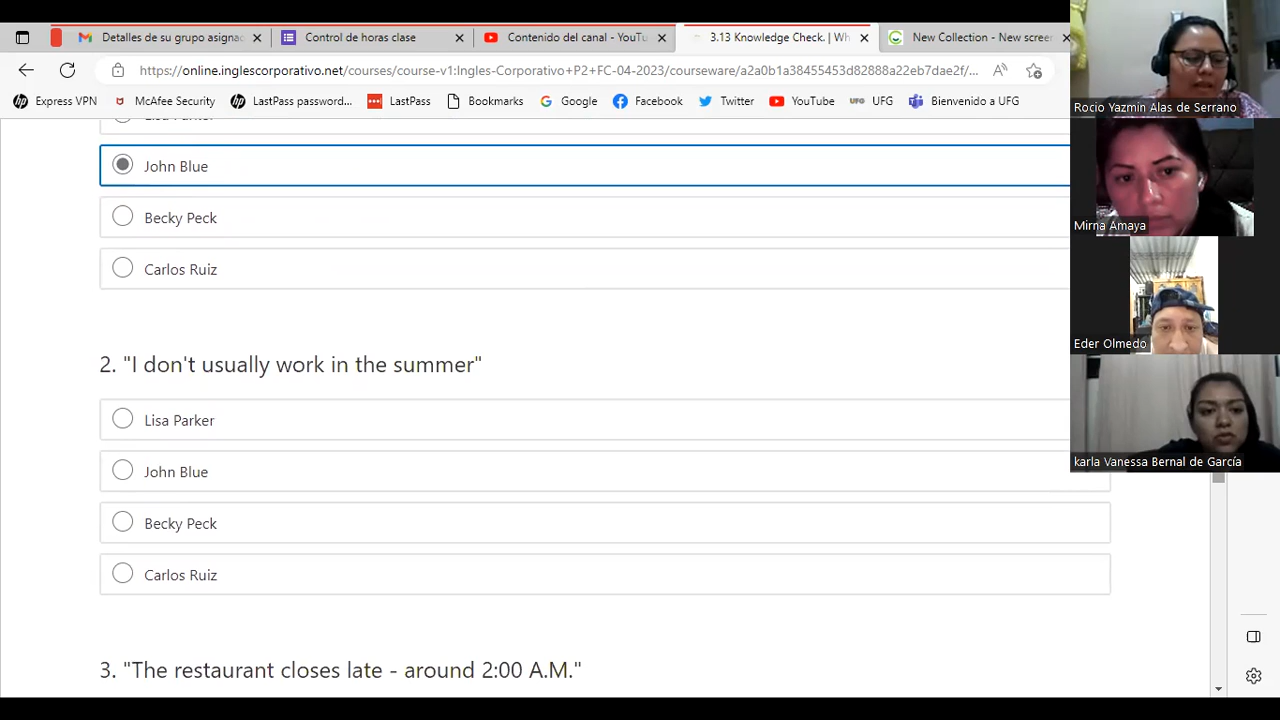 Detalles de su grupo asignac
Control de horas clase
Contenido del canal - YouTu
3.13 Knowledge Check. | Wh
New Collection - New screer
https://online.inglescorporativo.net/courses/course-v1:Ingles-Corporativo+P2+FC-04-2023/courseware/a2a0b1a38455453d82888a22eb7dae2f/...
Express VPN
McAfee Security
LastPass password...
LastPass
Bookmarks
Google
Facebook
Twitter
YouTube
UFG
Bienvenido a UFG
Rocio Yazmin Alas de Serrano
Mirna Amaya
Eder Olmedo
karla Vanessa Bernal de García
Lisa Parker
John Blue
Becky Peck
Carlos Ruiz
2. "I don't usually work in the summer"
Lisa Parker
John Blue
Becky Peck
Carlos Ruiz
3. "The restaurant closes late - around 2:00 A.M."